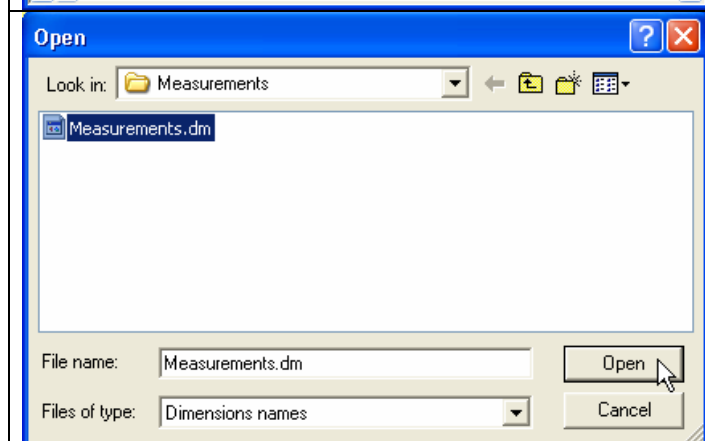 Open
Look in: Measurements
Measurements.dm
File name: Measurements.dm Open
Files of type: Dimensions names Cancel